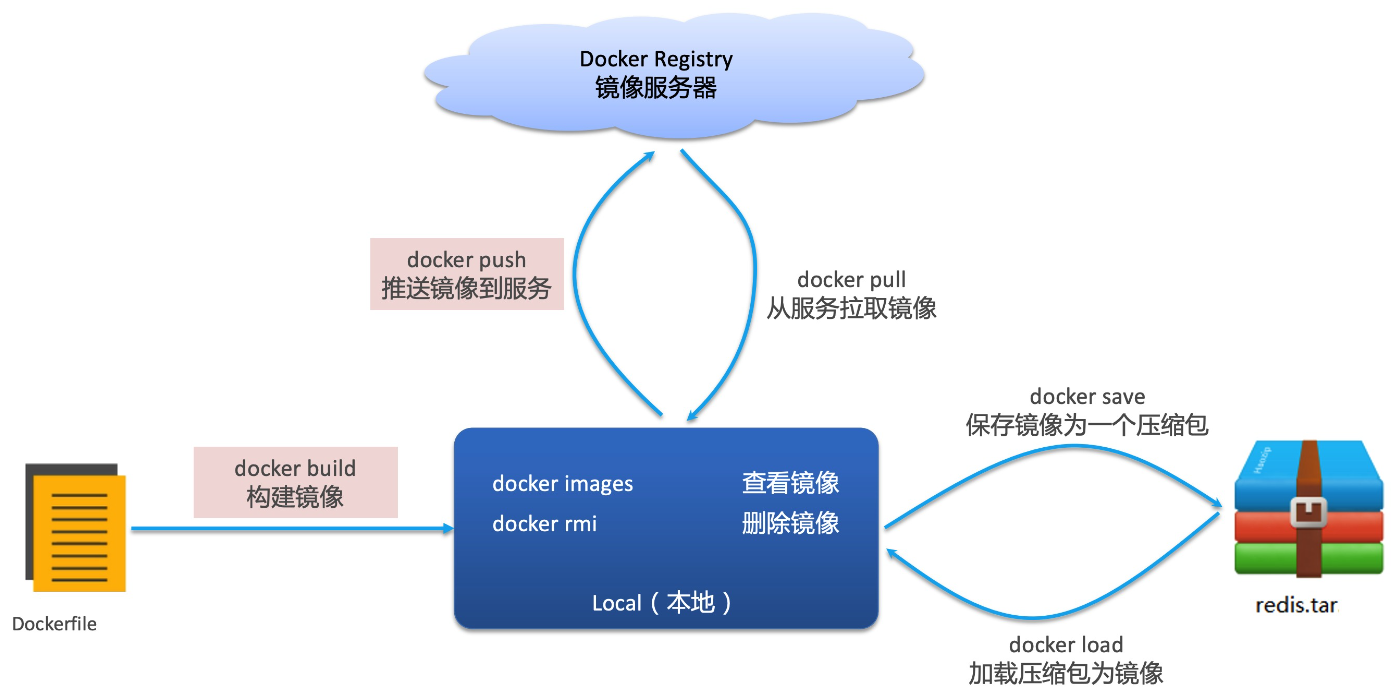 Docker Registry
镜像服务器
docker push
推送镜像到服务
docker pull
从服务拉取镜像
docker save
保存镜像为一个压缩包
docker build
构建镜像
docker images 查看镜像
docker rmi 删除镜像
Local（本地）
Haozip
redis.tar
Dockerfile
docker load
加载压缩包为镜像